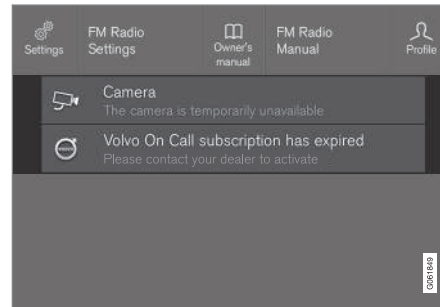 Settings
FM Radio
Settings
Owner's
manual
FM Radio
Manual
Profile
Camera
The camera is temporarily unavailable
Volvo On Call subscription has expired
Please contact your dealer to activate
G061849